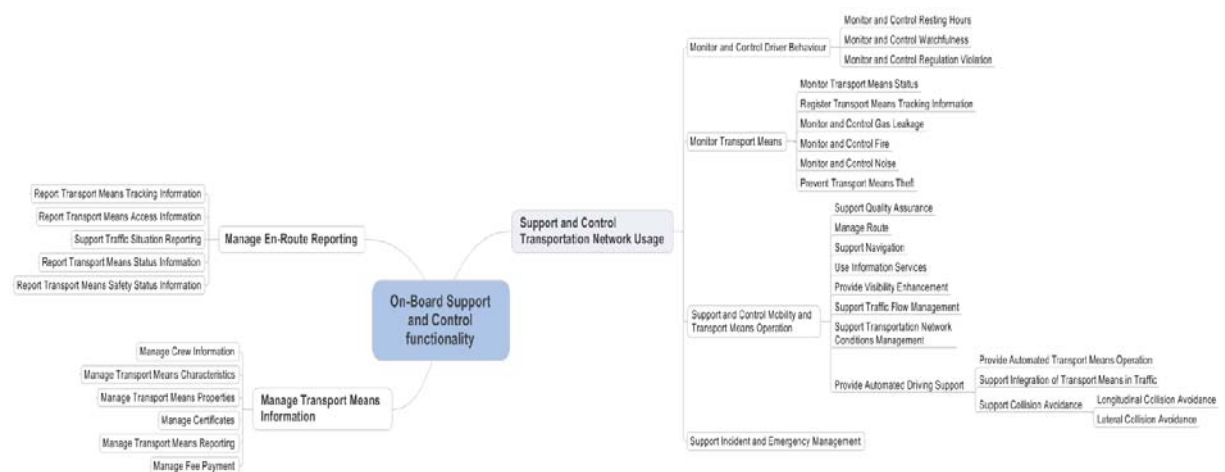 Monitor and Control Resting Hours
Monitor and Control Driver Behaviour
Monitor and Control Watchfulness
Monitor and Control Regulation Violation
Monitor Transport Means Status
Register Transport Means Tracking Information
Monitor and Control Gas Leakage
Monitor Transport Means
Monitor and Control Fire
Monitor and Control Noise
Prevent Transport Means Theft
Report Transport Means Tracking Information
Report Transport Means Access Information
Support Traffic Situation Reporting
Report Transport Means Status Information
Report Transport Means Safety Status Information
Manage En-Route Reporting
Support and Control
Transportation Network Usage
On-Board Support
and Control
functionality
Support Quality Assurance
Manage Route
Support Navigation
Use Information Services
Provide Visibility Enhancement
Support and Control Mobility and
Transport Means Operation
Support Traffic Flow Management
Support Transportation Network
Conditions Management
Provide Automated Driving Support
Provide Automated Transport Means Operation
Support Integration of Transport Means in Traffic
Support Collision Avoidance
Longitudinal Collision Avoidance
Lateral Collision Avoidance
Support Incident and Emergency Management
Manage Crew Information
Manage Transport Means Characteristics
Manage Transport Means Properties
Manage Certificates
Manage Transport Means Reporting
Manage Fee Payment
Manage Transport Means
Information